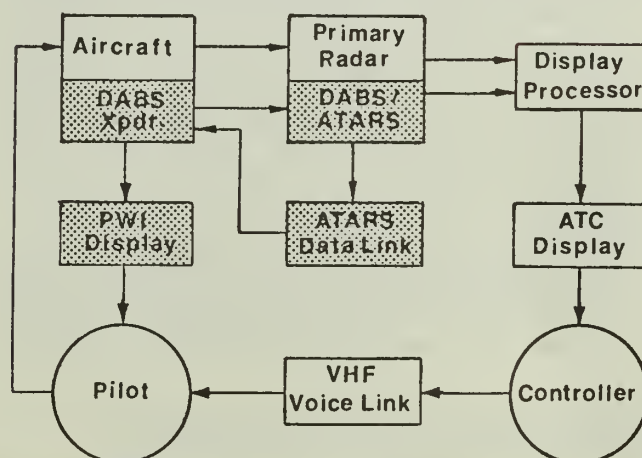 Aircraft
DABS
Xpdr.
Primary
Radar
DABS/
ATARS
Display
Processor
PWI
Display
ATARS
Data Link
ATC
Display
Pilot
VHF
Voice Link
Controller